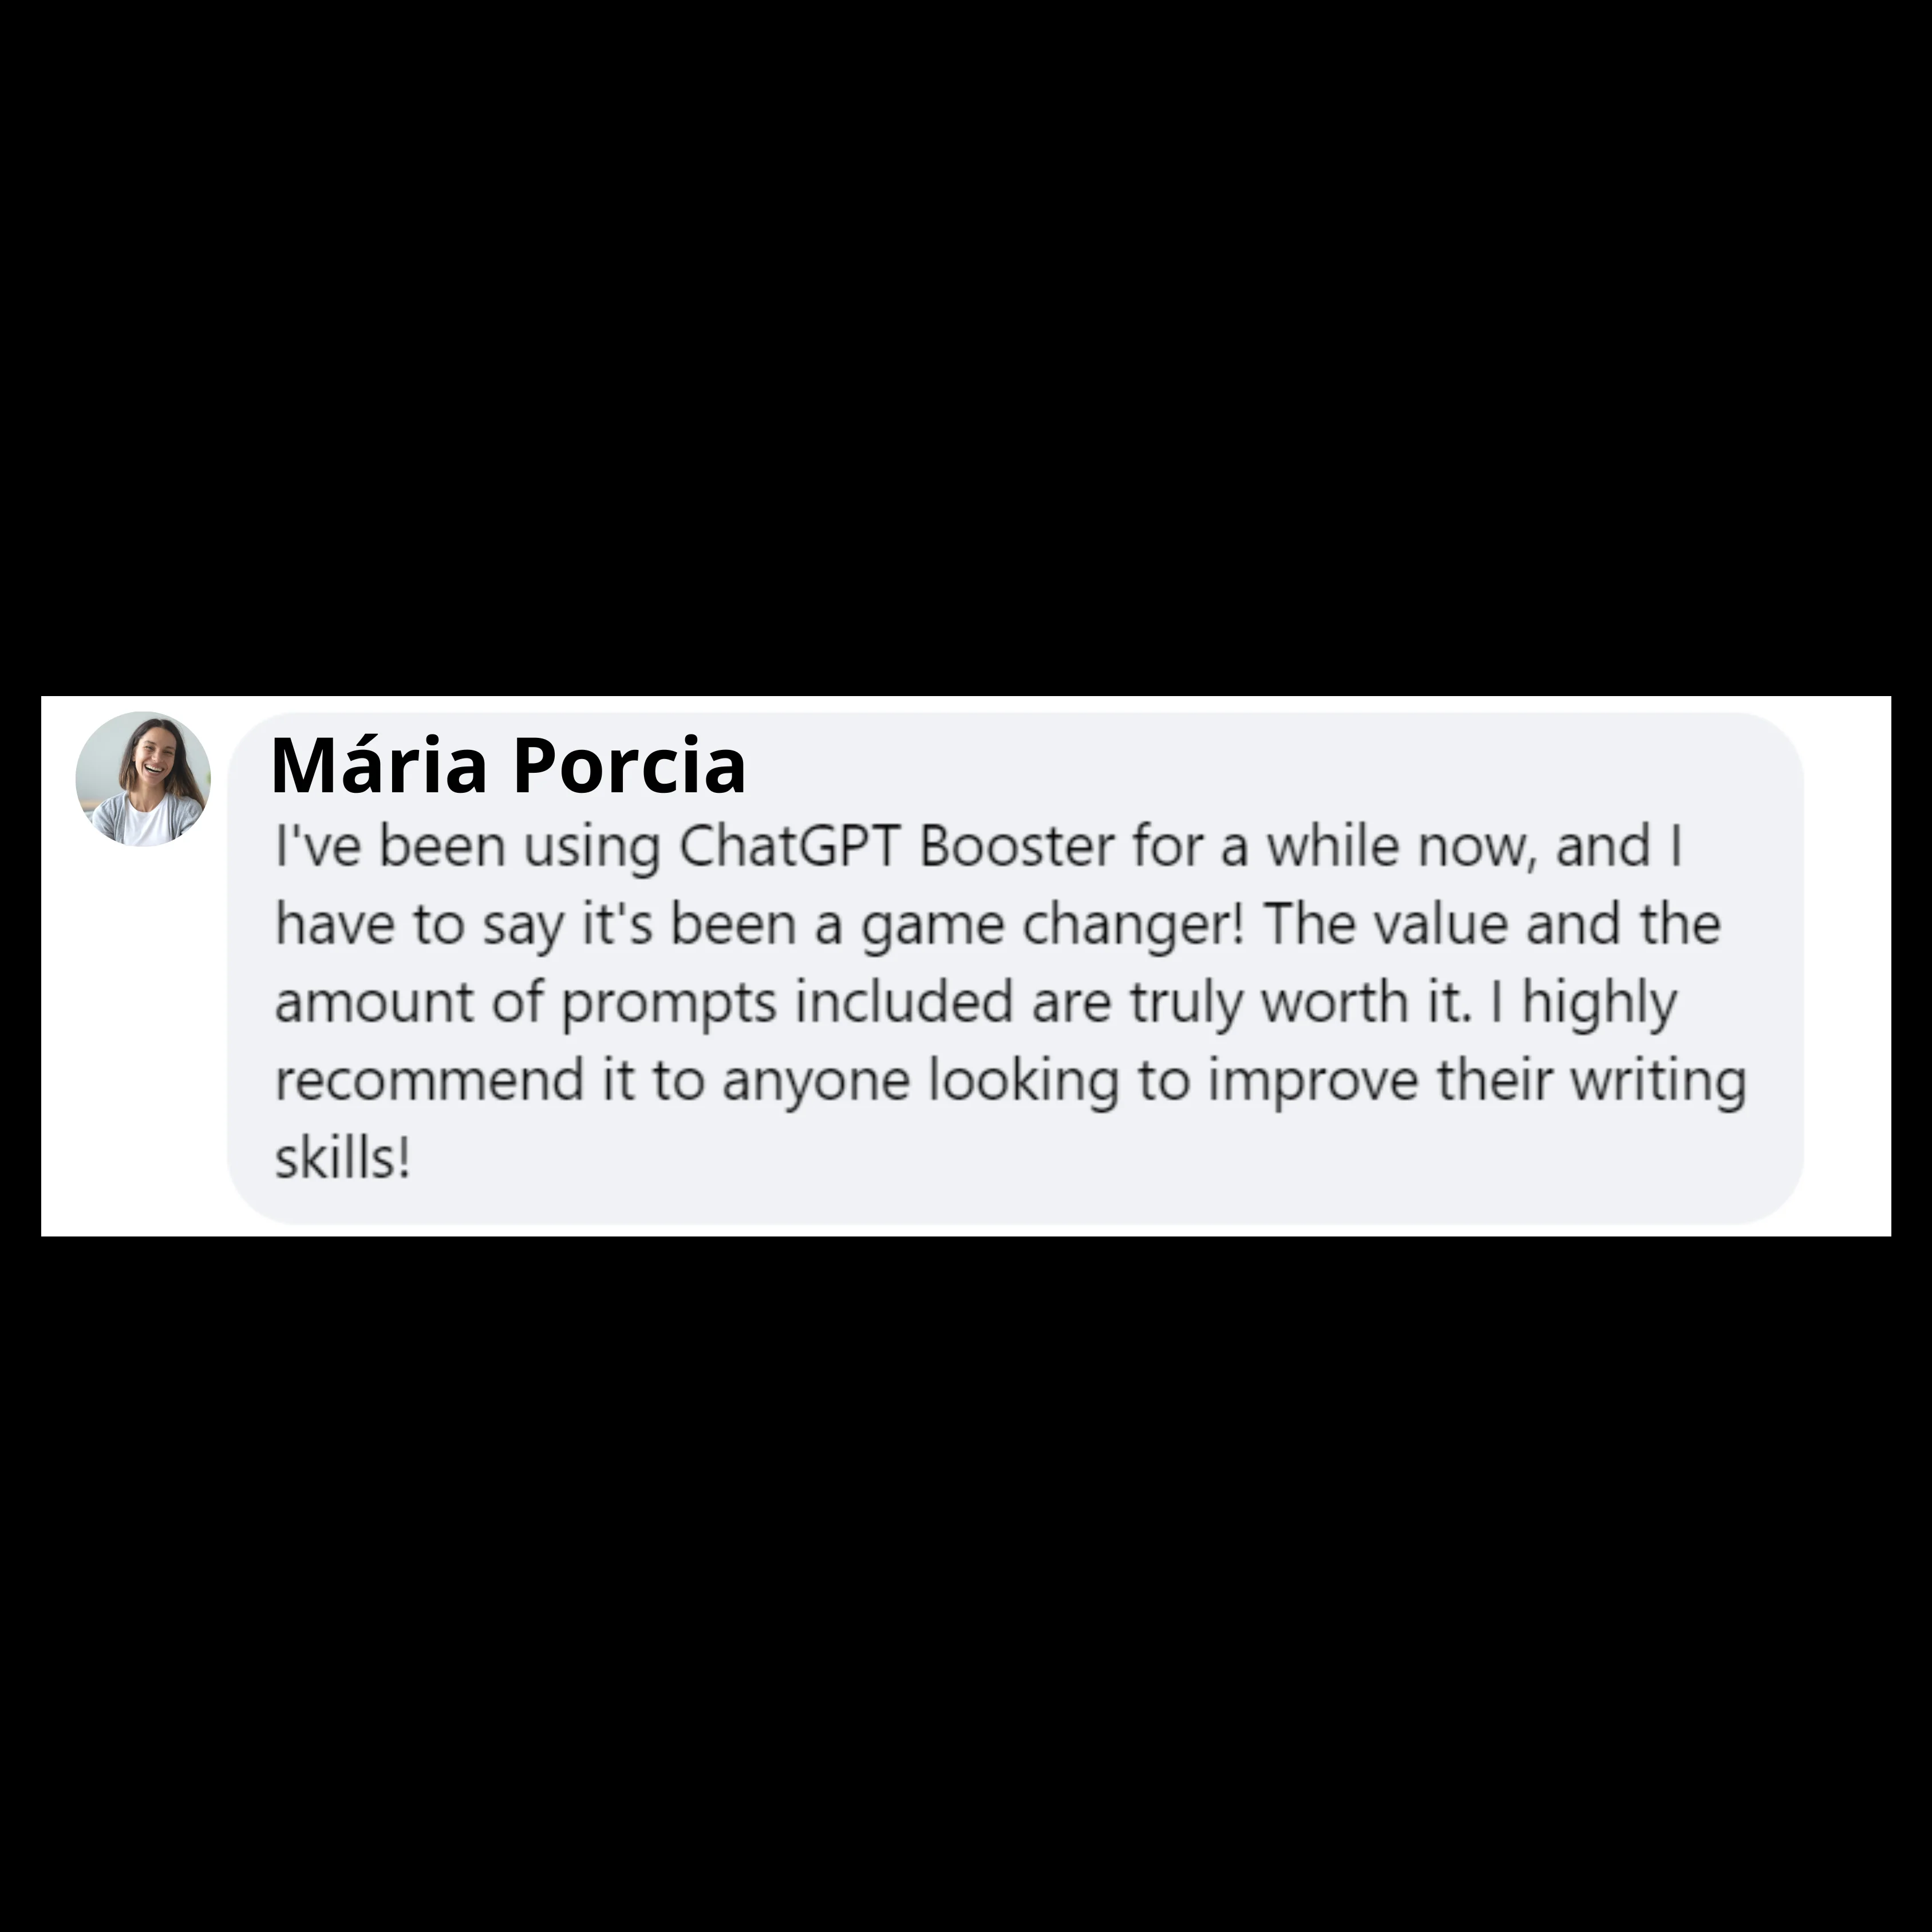 Mária Porcia
I've been using ChatGPT Booster for a while now, and I
have to say it's been a game changer! The value and the
amount of prompts included are truly worth it. I highly
recommend it to anyone looking to improve their writing
skills!